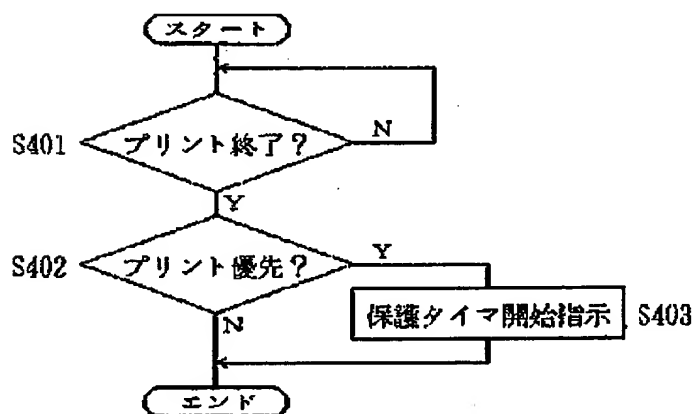 スタート
S401 プリント終了? N
Y
S402 プリント優先? Y
N 保護タイマ開始指示 S403
エンド